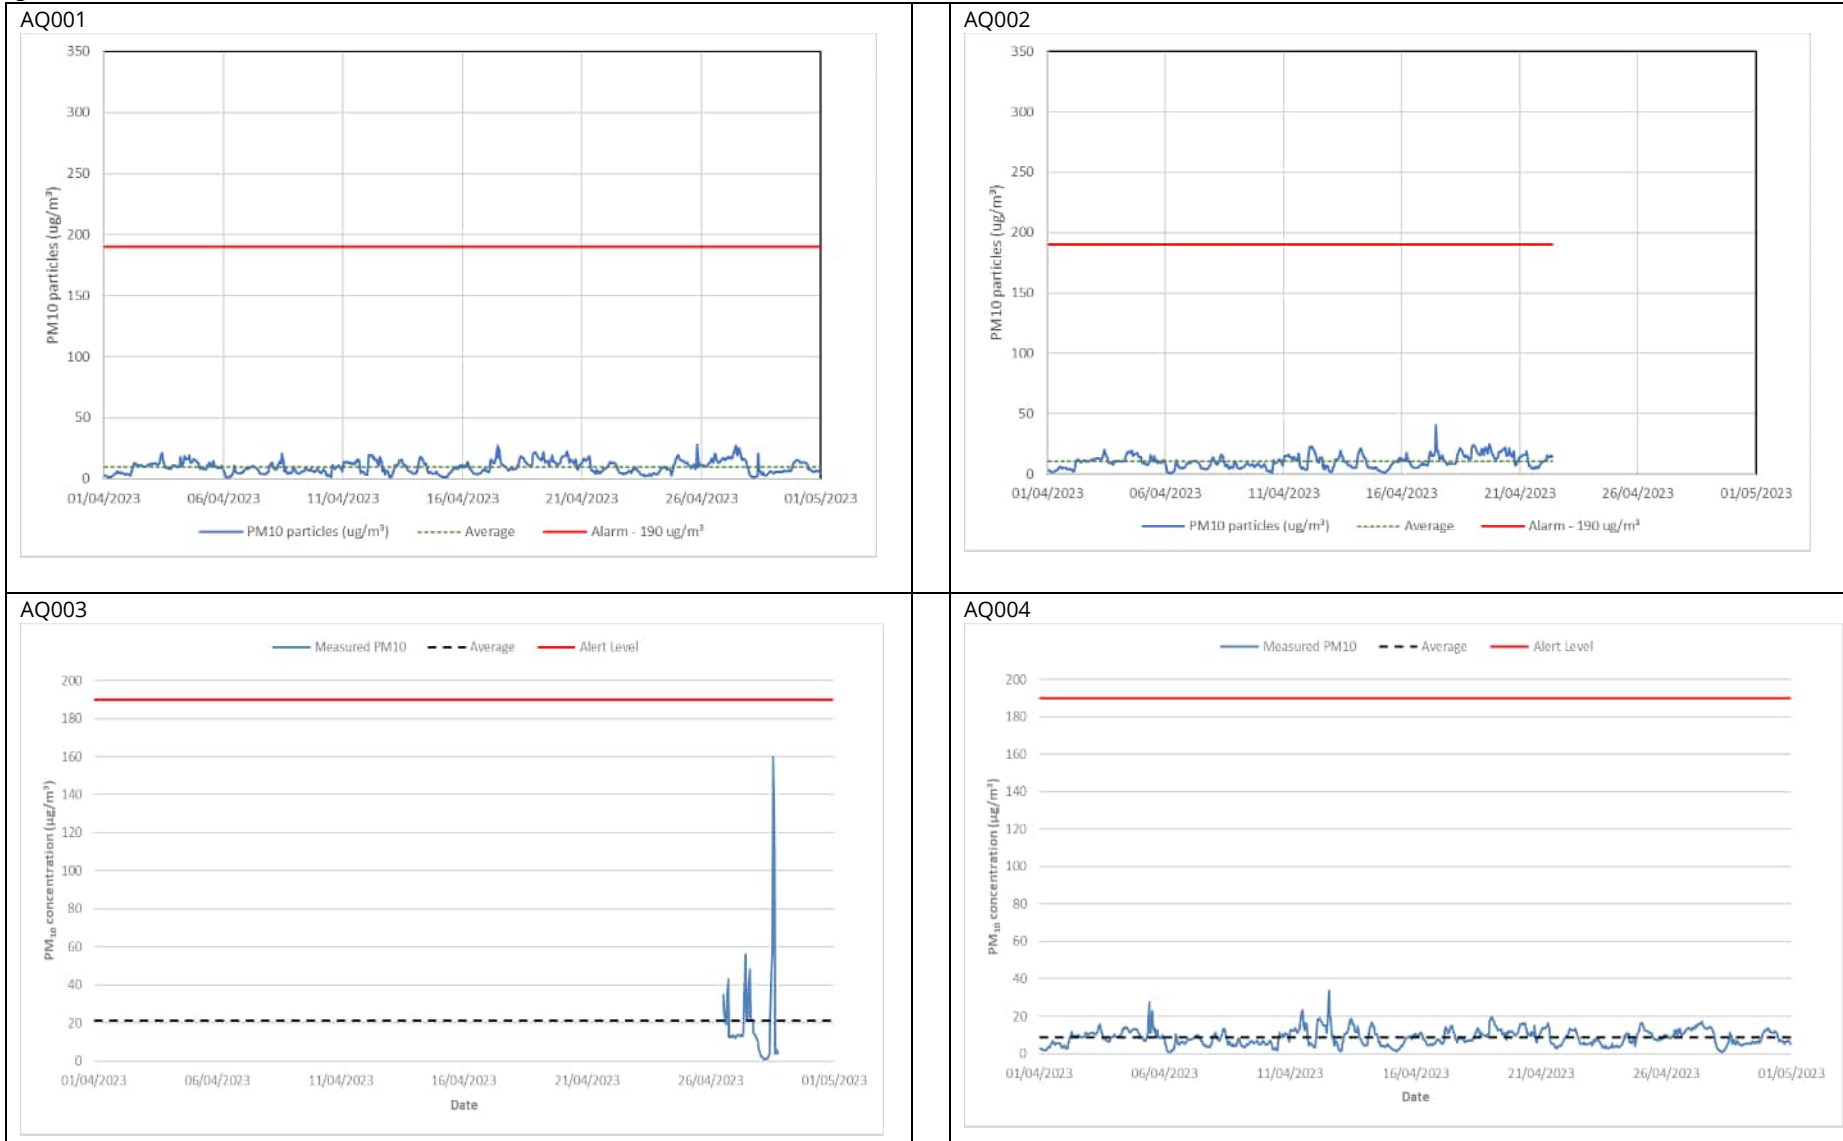 AQ001
350
300
250
200
150
100
50
0
PM10 particles (ug/m³)
01/04/2023 06/04/2023 11/04/2023 16/04/2023 21/04/2023 26/04/2023 01/05/2023
PM10 particles (ug/m³) Average Alarm - 190 ug/m³
AQ002
350
300
250
200
150
100
50
0
PM10 particles (ug/m³)
01/04/2023 06/04/2023 11/04/2023 16/04/2023 21/04/2023 26/04/2023 01/05/2023
PM10 particles (ug/m³) Average Alarm - 190 ug/m³
AQ003
Measured PM10 Average Alert Level
200
180
160
140
120
100
80
60
40
20
0
PM₁₀ concentration (µg/m³)
01/04/2023 06/04/2023 11/04/2023 16/04/2023 21/04/2023 26/04/2023 01/05/2023
Date
AQ004
Measured PM10 Average Alert Level
200
180
160
140
120
100
80
60
40
20
0
PM₁₀ concentration (µg/m³)
01/04/2023 06/04/2023 11/04/2023 16/04/2023 21/04/2023 26/04/2023 01/05/2023
Date